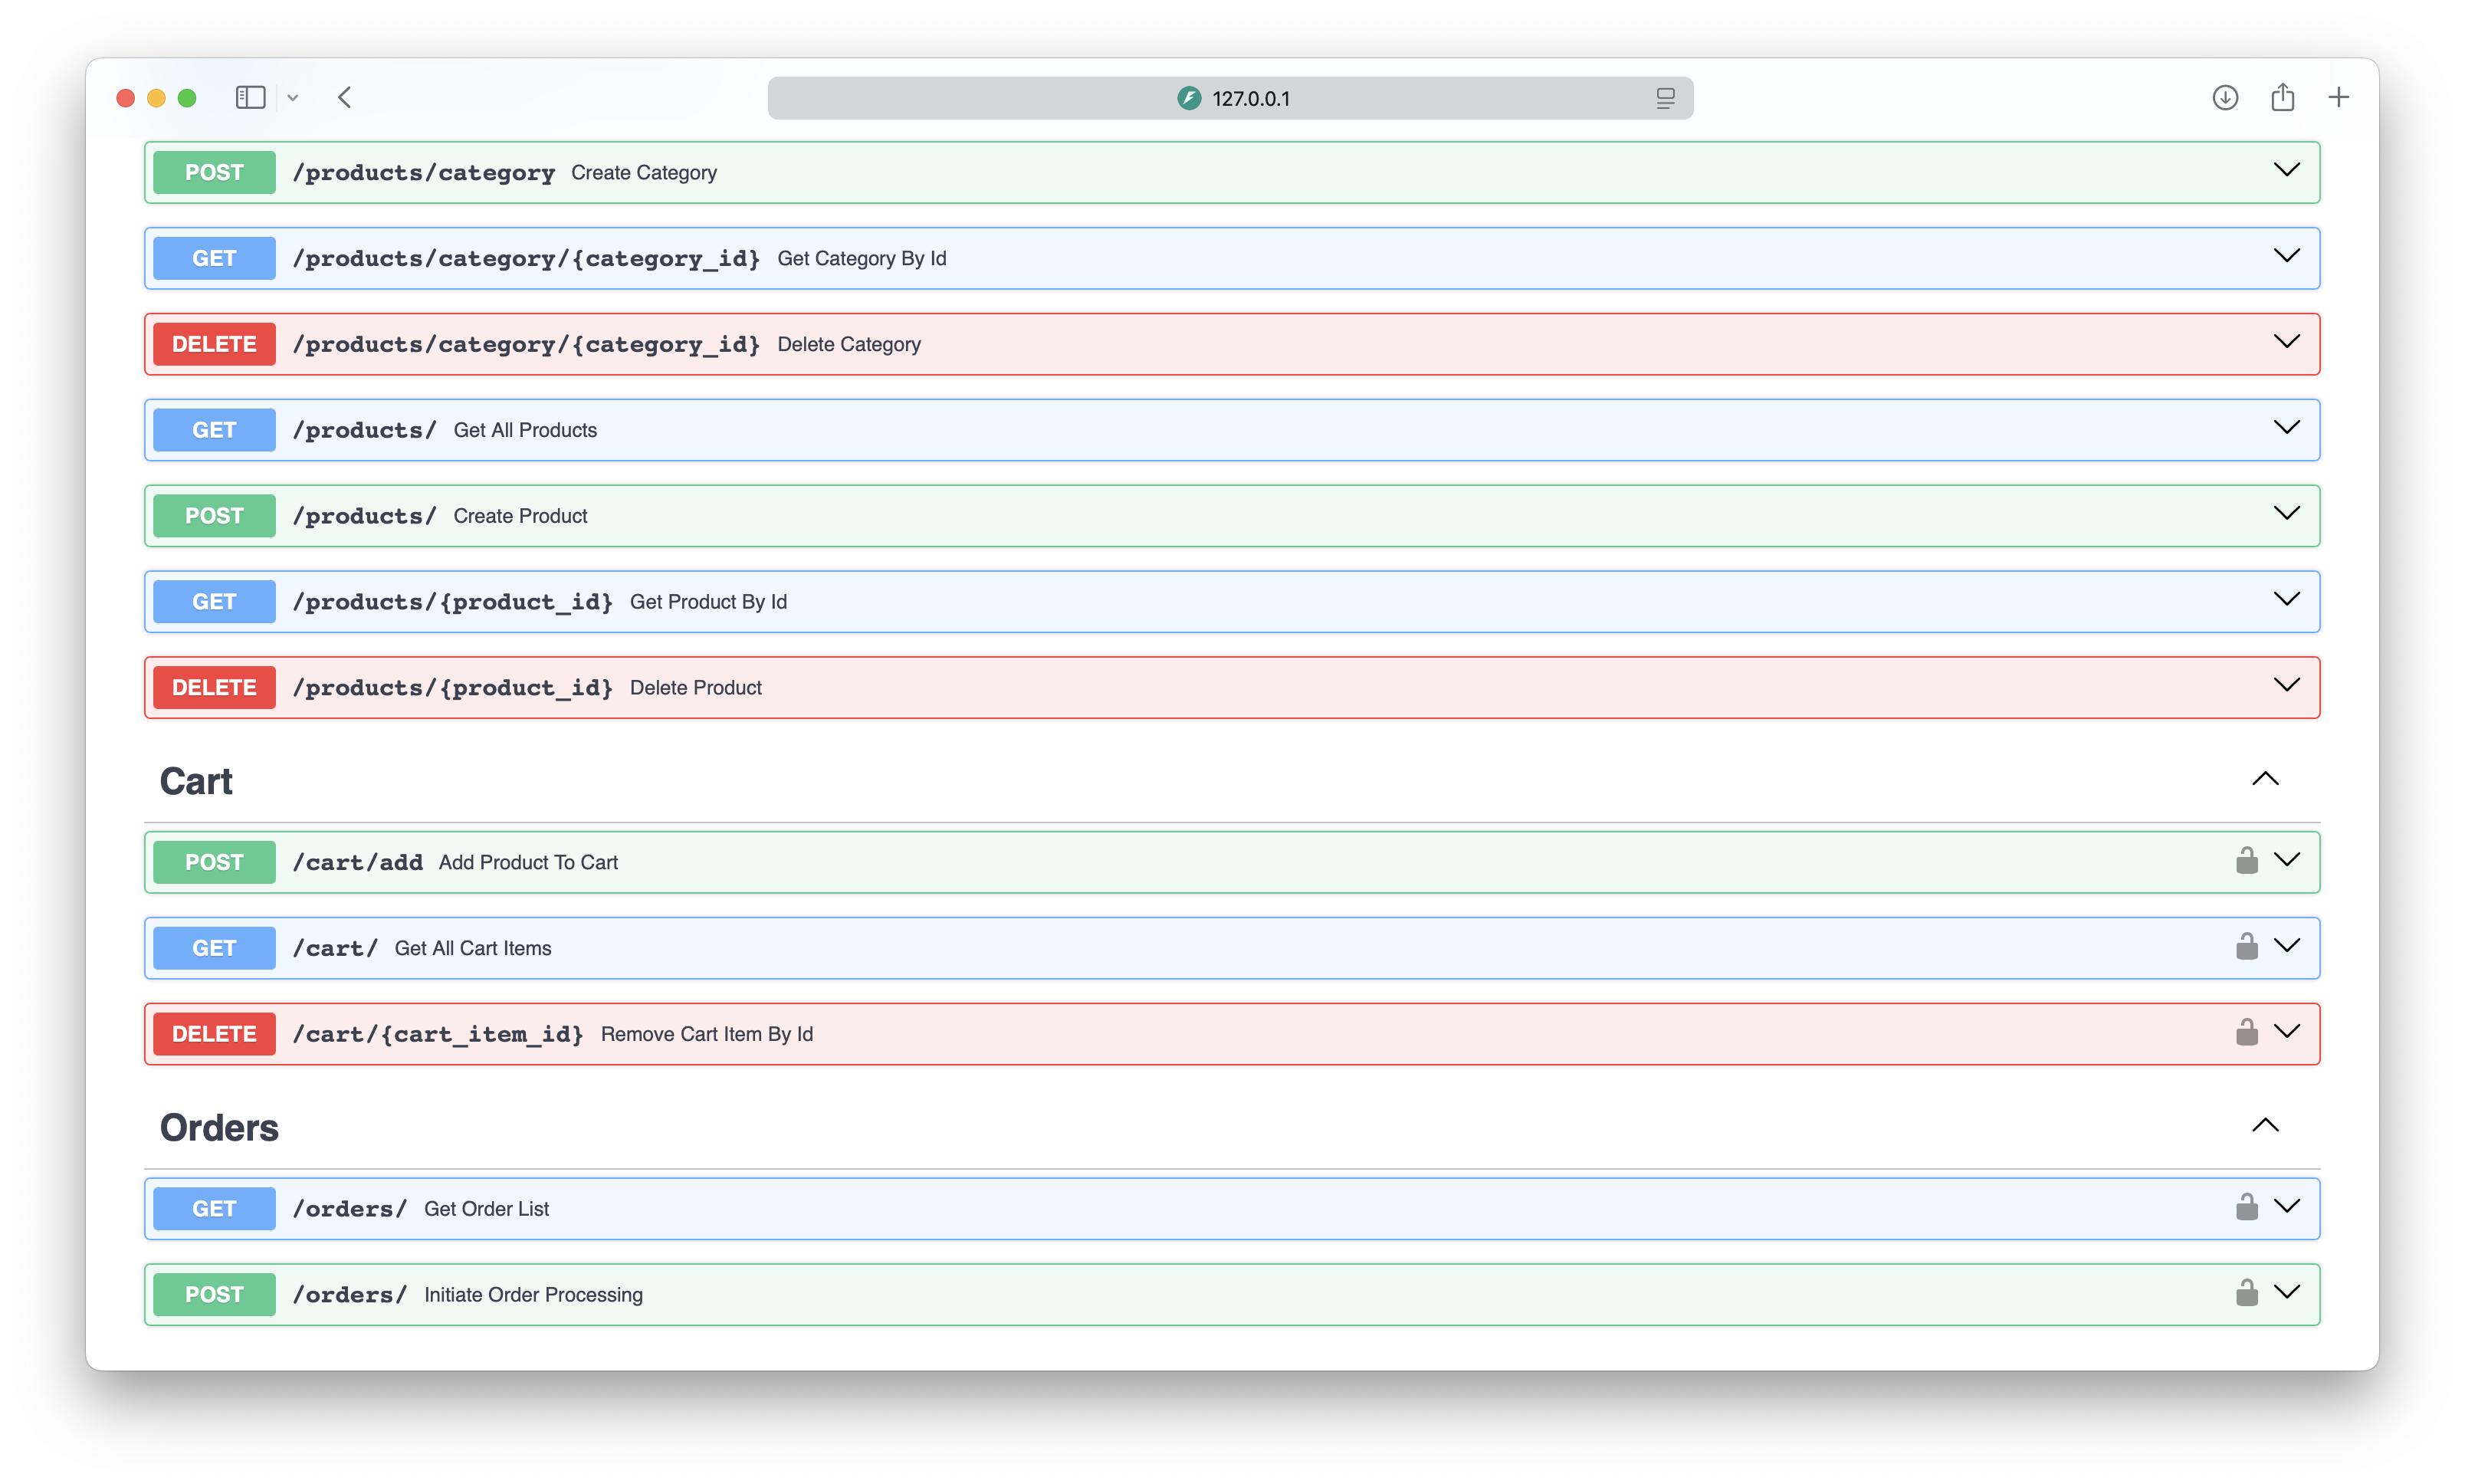 127.0.0.1
POST /products/category Create Category
GET /products/category/{category_id} Get Category By Id
DELETE /products/category/{category_id} Delete Category
GET /products/ Get All Products
POST /products/ Create Product
GET /products/{product_id} Get Product By Id
DELETE /products/{product_id} Delete Product
Cart
POST /cart/add Add Product To Cart
GET /cart/ Get All Cart Items
DELETE /cart/{cart_item_id} Remove Cart Item By Id
Orders
GET /orders/ Get Order List
POST /orders/ Initiate Order Processing